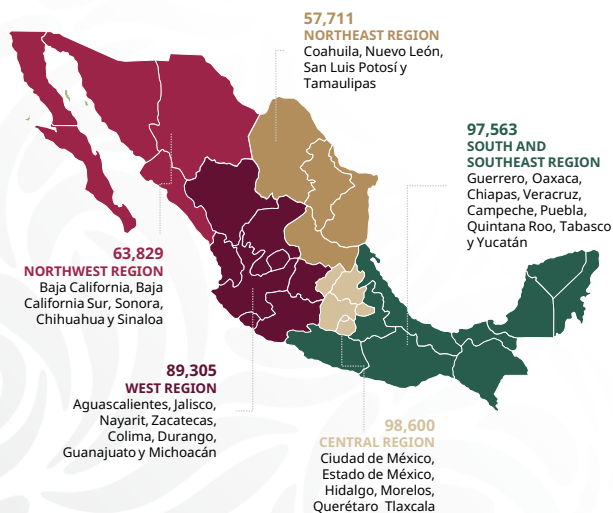 57,711
NORTHEAST REGION
Coahuila, Nuevo León,
San Luis Potosí y
Tamaulipas
97,563
SOUTH AND
SOUTHEAST REGION
Guerrero, Oaxaca,
Chiapas, Veracruz,
Campeche, Puebla,
Quintana Roo, Tabasco
y Yucatán
63,829
NORTHWEST REGION
Baja California, Baja
California Sur, Sonora,
Chihuahua y Sinaloa
89,305
WEST REGION
Aguascalientes, Jalisco,
Nayarit, Zacatecas,
Colima, Durango,
Guanajuato y Michoacán
98,600
CENTRAL REGION
Ciudad de México,
Estado de México,
Hidalgo, Morelos,
Querétaro Tlaxcala